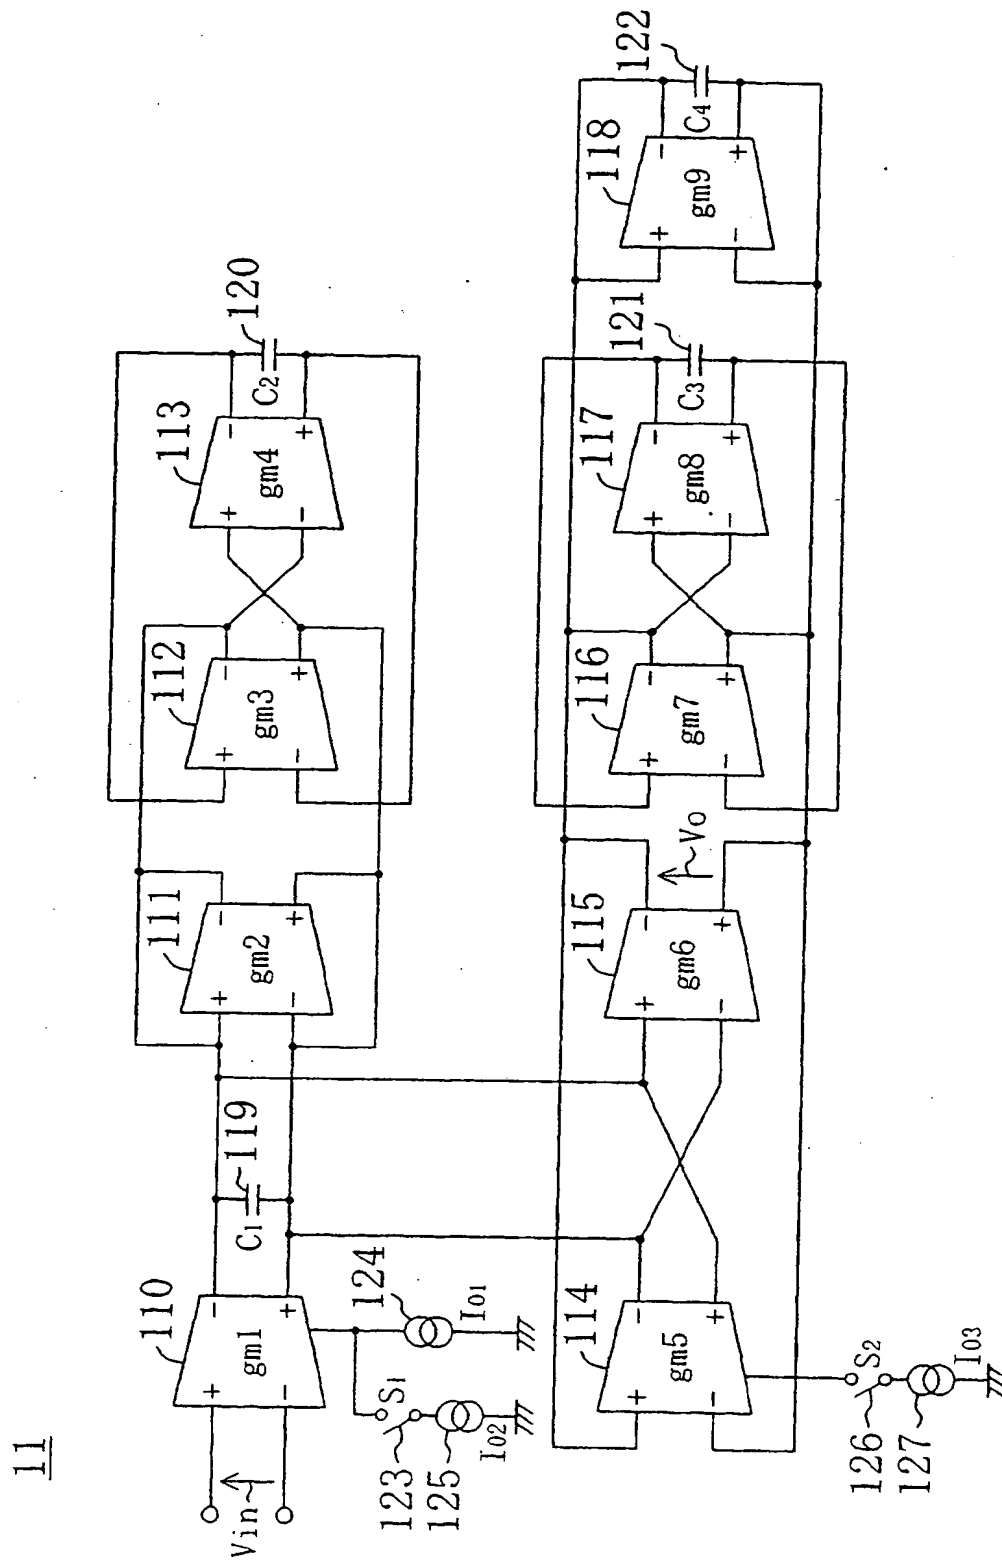 11
Vin
110
gm1
+
-
-
+
123
S1
125
I02
124
I01
C1
119
111
gm2
+
-
-
+
112
gm3
+
-
-
+
113
gm4
+
-
-
+
C2
120
114
gm5
+
-
-
+
126
S2
127
I03
115
gm6
+
-
-
+
Vo
116
gm7
+
-
-
+
117
gm8
+
-
-
+
C3
121
118
gm9
+
-
-
+
C4
122